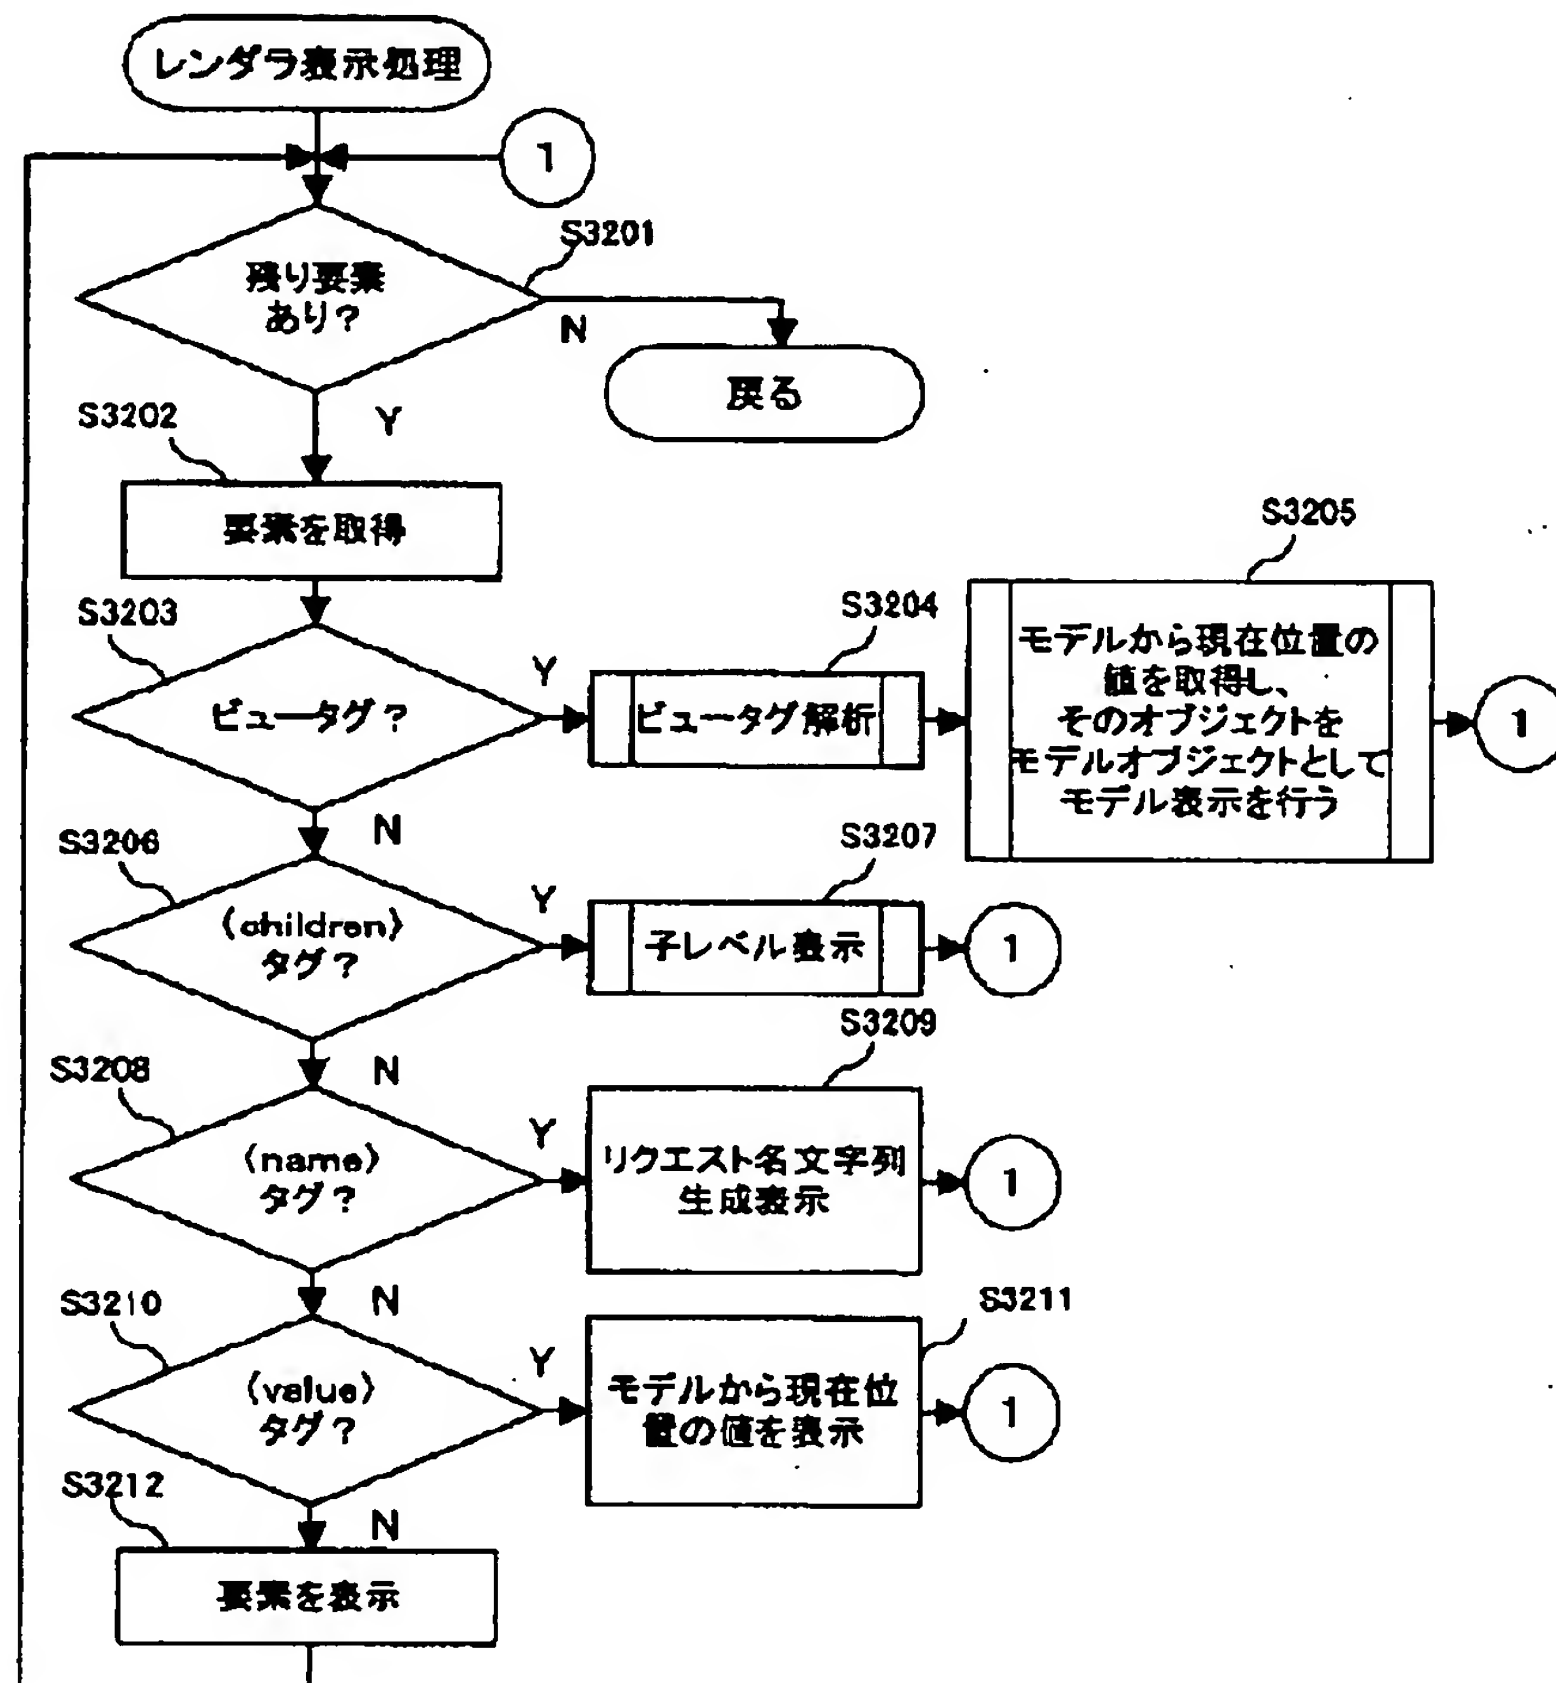 レンダラ表示処理
1
S3201
残り要素
あり?
N
戻る
S3202
Y
要素を取得
S3203
ビュータグ?
Y
S3204
ビュータグ解析
S3205
モデルから現在位置の
値を取得し、
そのオブジェクトを
モデルオブジェクトとして
モデル表示を行う
1
N
S3206
〈children〉
タグ?
Y
S3207
子レベル表示
1
N
S3208
〈name〉
タグ?
Y
S3209
リクエスト名文字列
生成表示
1
N
S3210
〈value〉
タグ?
Y
S3211
モデルから現在位
置の値を表示
1
N
S3212
要素を表示